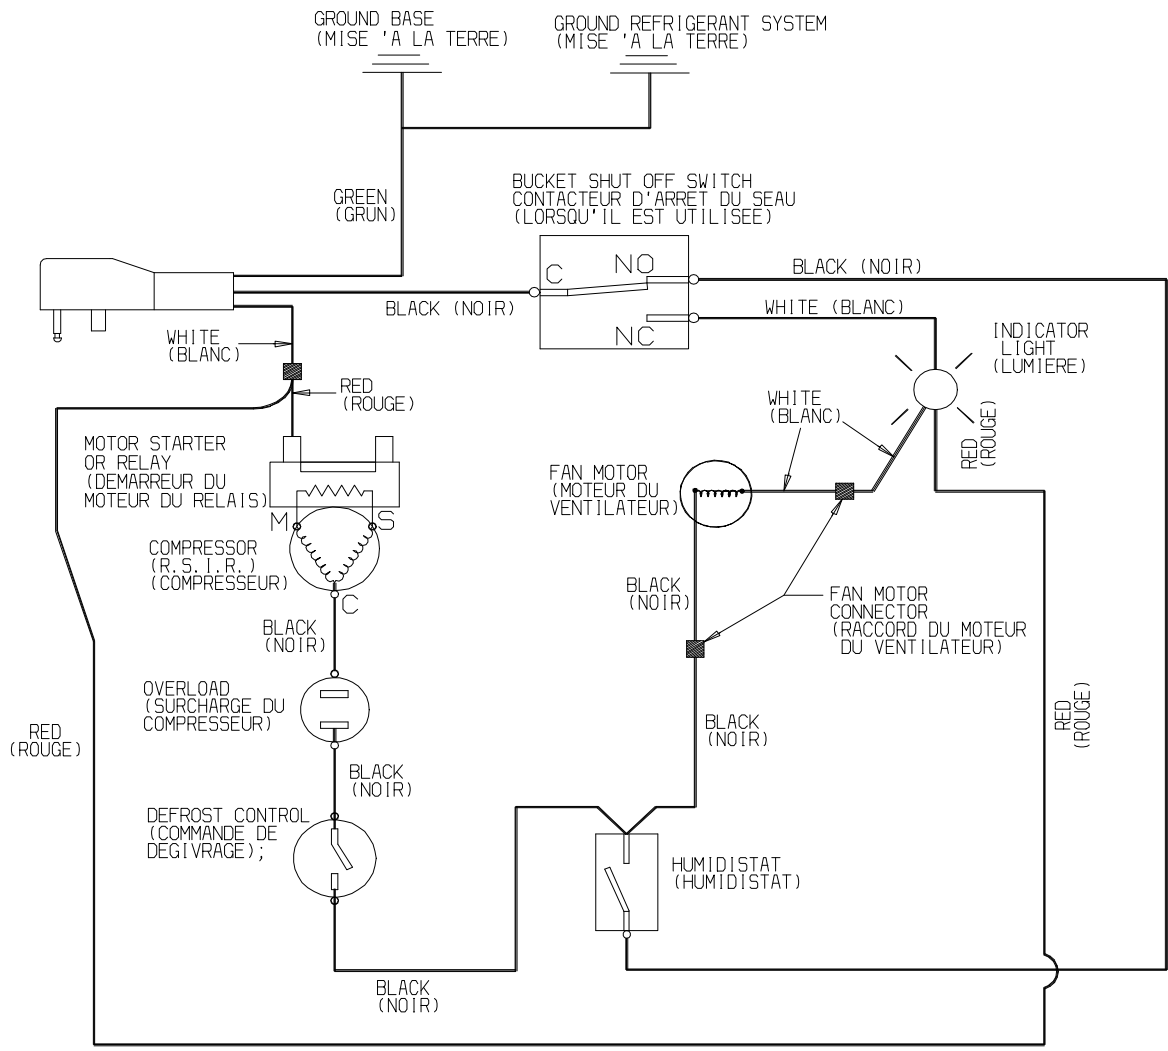 GROUND BASE
(MISE 'A LA TERRE)
GROUND REFRIGERANT SYSTEM
(MISE 'A LA TERRE)
GREEN
(GRUN)
BUCKET SHUT OFF SWITCH
CONTACTEUR D'ARRET DU SEAU
(LORSQU'IL EST UTILISEE)
C
NO
NC
BLACK (NOIR)
BLACK (NOIR)
WHITE (BLANC)
INDICATOR
LIGHT
(LUMIERE)
WHITE
(BLANC)
RED
(ROUGE)
MOTOR STARTER
OR RELAY
(DEMARREUR DU
MOTEUR DU RELAIS)
M
S
COMPRESSOR
(R.S.I.R.)
(COMPRESSEUR)
C
WHITE
(BLANC)
RED
(ROUGE)
FAN MOTOR
(MOTEUR DU
VENTILATEUR)
BLACK
(NOIR)
FAN MOTOR
CONNECTOR
(RACCORD DU MOTEUR
DU VENTILATEUR)
BLACK
(NOIR)
OVERLOAD
(SURCHARGE DU
COMPRESSEUR)
RED
(ROUGE)
BLACK
(NOIR)
RED
(ROUGE)
BLACK
(NOIR)
DEFROST CONTROL
(COMMANDE DE
DEGIVRAGE);
HUMIDISTAT
(HUMIDISTAT)
BLACK
(NOIR)